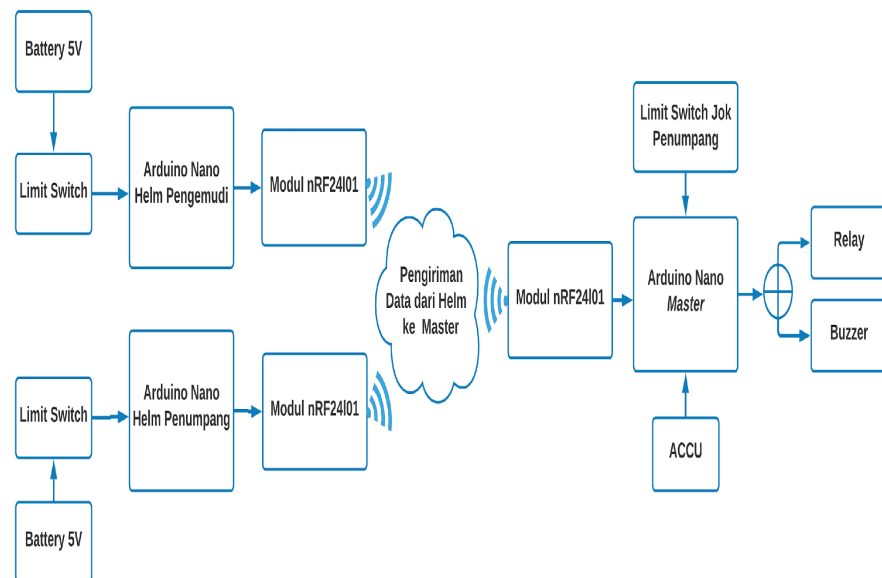 Battery 5V
Limit Switch
Arduino Nano
Helm Pengemudi
Modul nRF24l01
Limit Switch
Battery 5V
Arduino Nano
Helm Penumpang
Modul nRF24l01
Pengiriman
Data dari Helm
ke Master
Modul nRF24l01
Limit Switch Jok
Penumpang
Arduino Nano
Master
ACCU
Relay
Buzzer